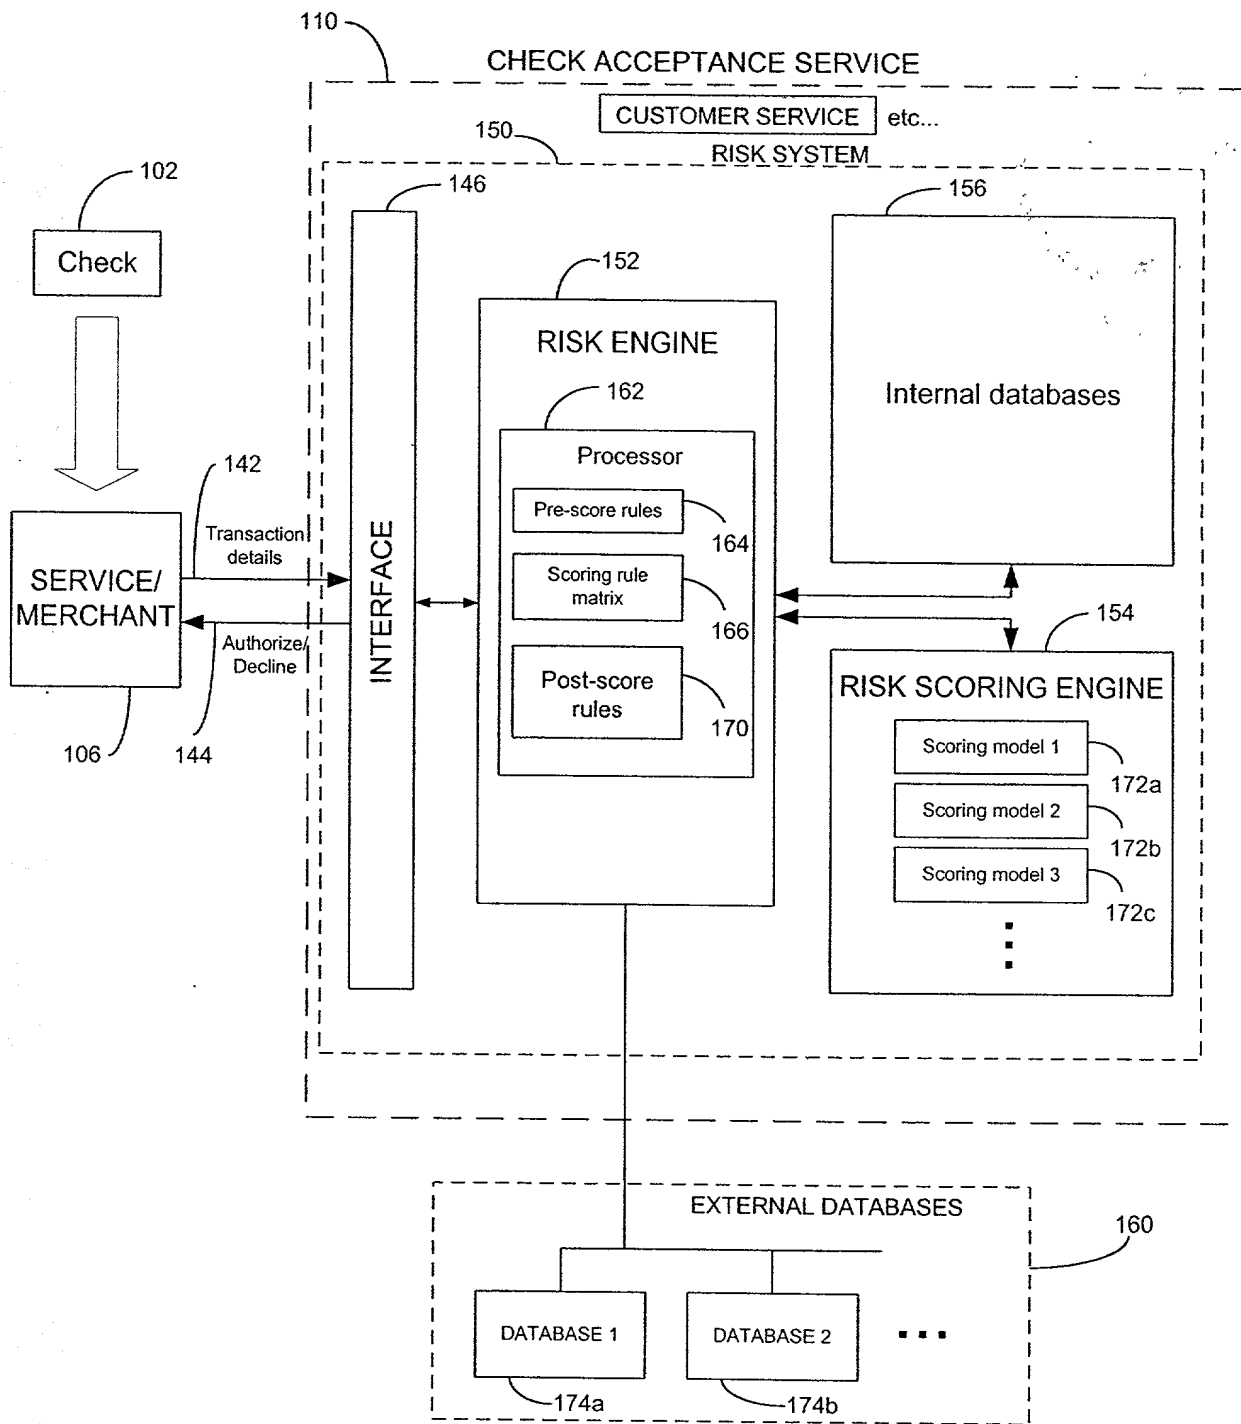 110
CHECK ACCEPTANCE SERVICE
CUSTOMER SERVICE etc...
150
RISK SYSTEM
102
Check
146
156
152
RISK ENGINE
Internal databases
162
Processor
142
Pre-score rules
164
Transaction
details
SERVICE/
MERCHANT
INTERFACE
Scoring rule
matrix
166
154
Authorize/
Decline
RISK SCORING ENGINE
Post-score
rules
170
106
144
Scoring model 1
172a
Scoring model 2
172b
Scoring model 3
172c
EXTERNAL DATABASES
160
DATABASE 1
DATABASE 2
174a
174b